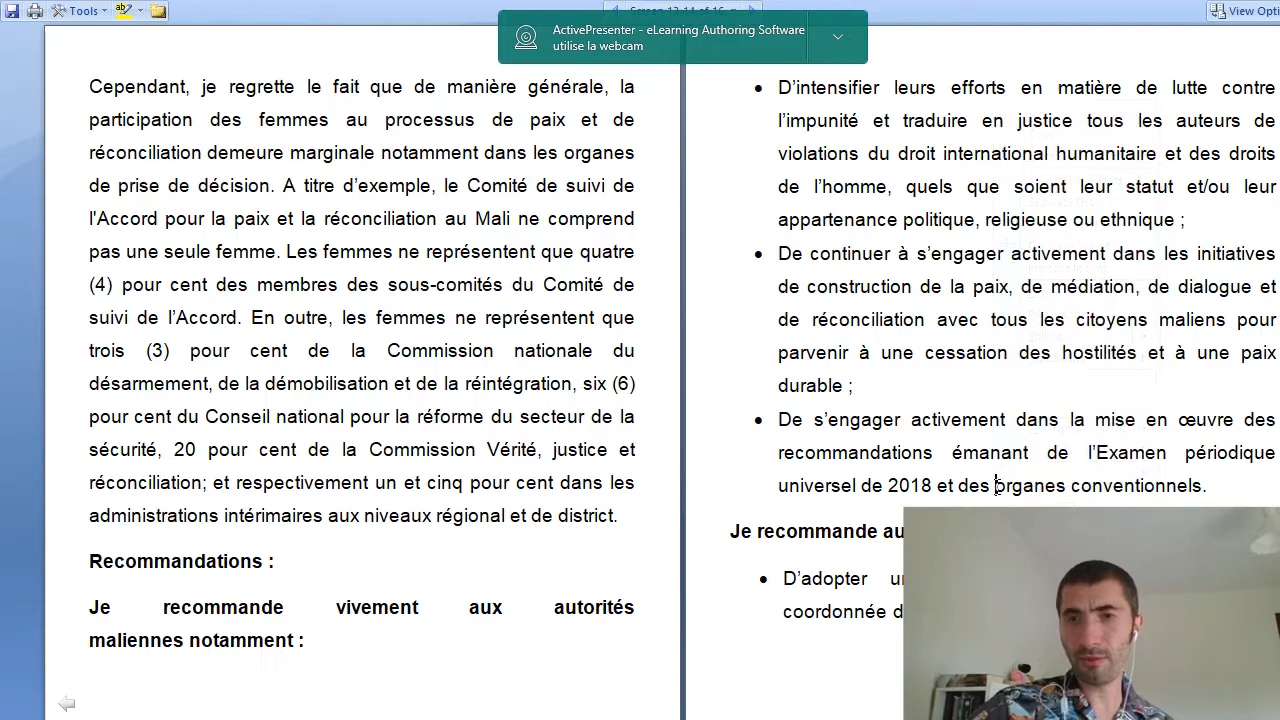 Tools
Screen 13-14 of 16
View Opti
ActivePresenter - eLearning Authoring Software
utilise la webcam
Cependant, je regrette le fait que de manière générale, la
participation des femmes au processus de paix et de
réconciliation demeure marginale notamment dans les organes
de prise de décision. A titre d’exemple, le Comité de suivi de
l'Accord pour la paix et la réconciliation au Mali ne comprend
pas une seule femme. Les femmes ne représentent que quatre
(4) pour cent des membres des sous-comités du Comité de
suivi de l’Accord. En outre, les femmes ne représentent que
trois (3) pour cent de la Commission nationale du
désarmement, de la démobilisation et de la réintégration, six (6)
pour cent du Conseil national pour la réforme du secteur de la
sécurité, 20 pour cent de la Commission Vérité, justice et
réconciliation; et respectivement un et cinq pour cent dans les
administrations intérimaires aux niveaux régional et de district.
Recommandations :
Je recommande vivement aux autorités
maliennes notamment :
• D’intensifier leurs efforts en matière de lutte contre
l’impunité et traduire en justice tous les auteurs de
violations du droit international humanitaire et des droits
de l’homme, quels que soient leur statut et/ou leur
appartenance politique, religieuse ou ethnique ;
• De continuer à s’engager activement dans les initiatives
de construction de la paix, de médiation, de dialogue et
de réconciliation avec tous les citoyens maliens pour
parvenir à une cessation des hostilités et à une paix
durable ;
• De s’engager activement dans la mise en œuvre des
recommandations émanant de l’Examen périodique
universel de 2018 et des organes conventionnels.
Je recommande au
• D’adopter
coordonnée d